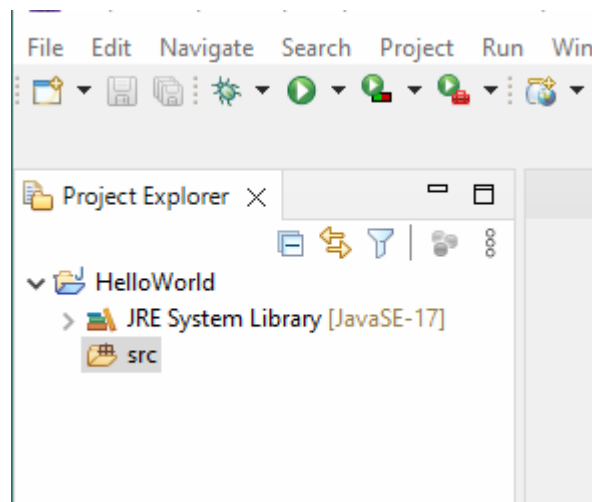 File Edit Navigate Search Project Run Win
Project Explorer
HelloWorld
JRE System Library [JavaSE-17]
src